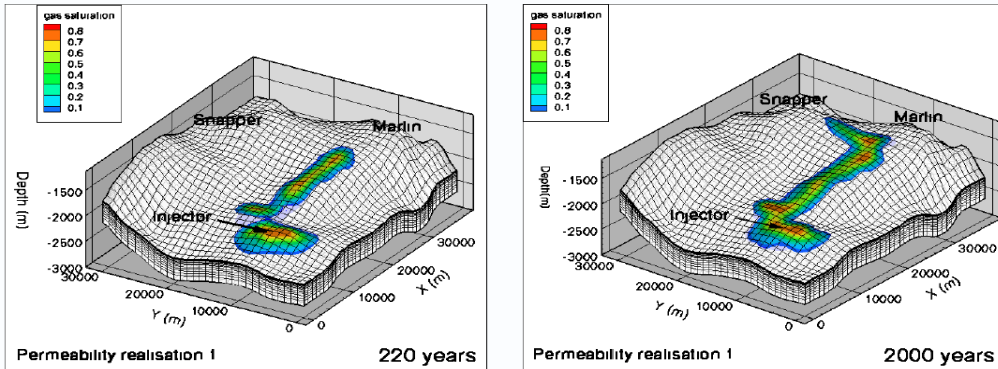 gas saturation
0.8
0.7
0.6
0.5
0.4
0.3
0.2
0.1
Snapper
Marlin
Injector
Depth (m)
-1500
-2000
-2500
-3000
30000
20000
10000
0
Y (m)
0
10000
20000
30000
X (m)
Permeability realisation 1
220 years
gas saturation
0.8
0.7
0.6
0.5
0.4
0.3
0.2
0.1
Snapper
Marlin
Injector
Depth(m)
-1500
-2000
-2500
-3000
30000
20000
10000
0
Y (m)
0
10000
20000
30000
X (m)
Permeability realisation 1
2000 years